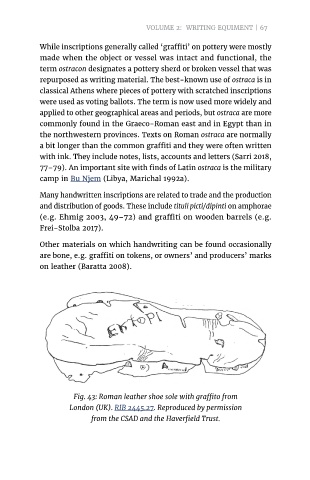 VOLUME 2: WRITING EQUIMENT | 67
While inscriptions generally called ‘graffiti’ on pottery were mostly
made when the object or vessel was intact and functional, the
term ostracon designates a pottery sherd or broken vessel that was
repurposed as writing material. The best-known use of ostraca is in
classical Athens where pieces of pottery with scratched inscriptions
were used as voting ballots. The term is now used more widely and
applied to other geographical areas and periods, but ostraca are more
commonly found in the Graeco-Roman east and in Egypt than in
the northwestern provinces. Texts on Roman ostraca are normally
a bit longer than the common graffiti and they were often written
with ink. They include notes, lists, accounts and letters (Sarri 2018,
77–79). An important site with finds of Latin ostraca is the military
camp in Bu Njem (Libya, Marichal 1992a).
Many handwritten inscriptions are related to trade and the production
and distribution of goods. These include tituli picti/dipinti on amphorae
(e.g. Ehmig 2003, 49–72) and graffiti on wooden barrels (e.g.
Frei-Stolba 2017).
Other materials on which handwriting can be found occasionally
are bone, e.g. graffiti on tokens, or owners’ and producers’ marks
on leather (Baratta 2008).
Fig. 43: Roman leather shoe sole with graffito from
London (UK). RIB 2445.27. Reproduced by permission
from the CSAD and the Haverfield Trust.